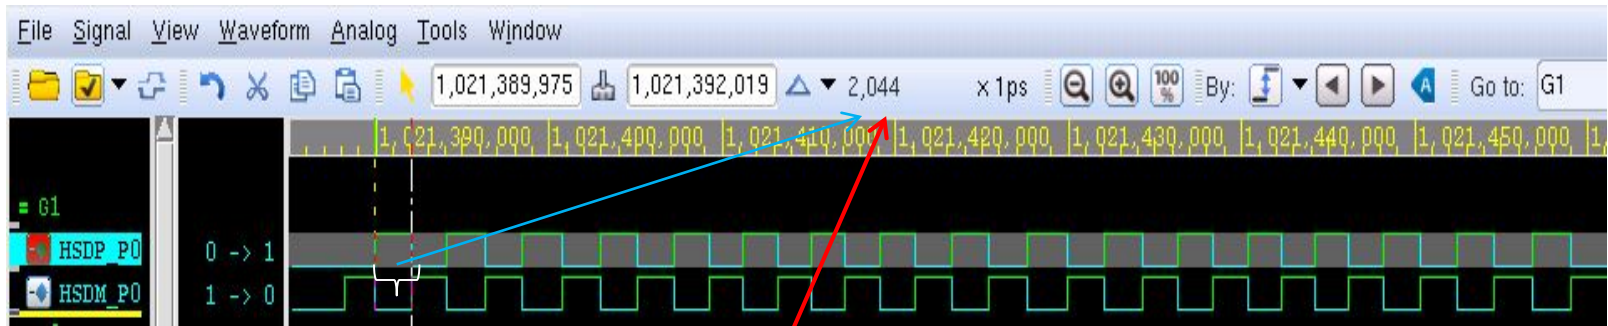 File Signal View Waveform Analog Tools Window
1,021,389,975 1,021,392,019 2,044 x 1ps 100 % By: A Go to: G1
1,021,390,000 1,021,400,000 1,021,410,000 1,021,420,000 1,021,430,000 1,021,440,000 1,021,450,000 1,
= G1
HSDP_P0 0 -> 1
HSDM_P0 1 -> 0